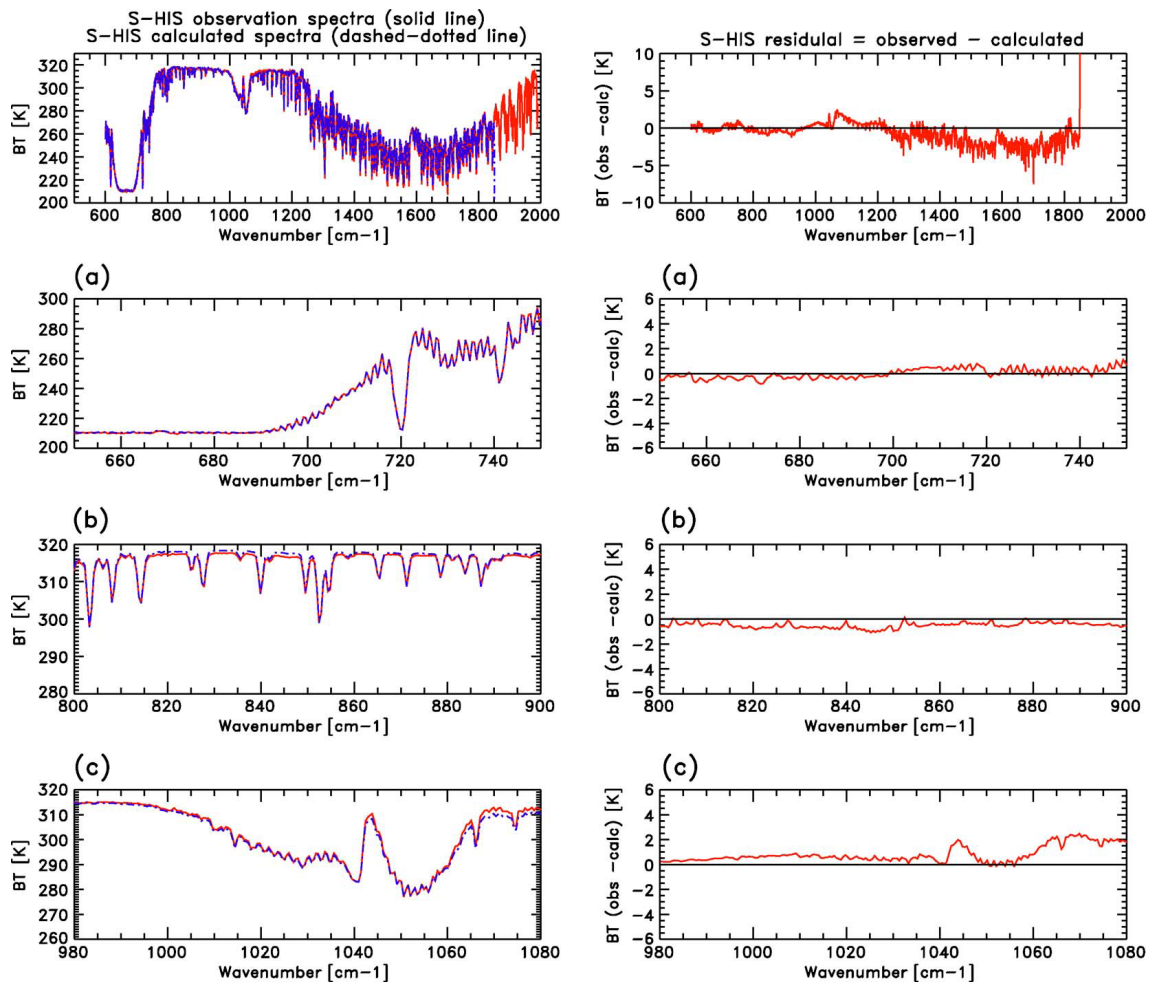 S-HIS observation spectra (solid line)
S-HIS calculated spectra (dashed-dotted line)
BT [K]
320
300
280
260
240
220
200
600 800 1000 1200 1400 1600 1800 2000
Wavenumber [cm-1]
S-HIS residulal = observed - calculated
BT (obs -calc) [K]
10
5
0
-5
-10
600 800 1000 1200 1400 1600 1800 2000
Wavenumber [cm-1]
(a)
BT [K]
300
280
260
240
220
200
660 680 700 720 740
Wavenumber [cm-1]
(a)
BT (obs -calc) [K]
6
4
2
0
-2
-4
-6
660 680 700 720 740
Wavenumber [cm-1]
(b)
BT [K]
320
310
300
290
280
800 820 840 860 880 900
Wavenumber [cm-1]
(b)
BT (obs -calc) [K]
6
4
2
0
-2
-4
-6
800 820 840 860 880 900
Wavenumber [cm-1]
(c)
BT [K]
320
310
300
290
280
270
260
980 1000 1020 1040 1060 1080
Wavenumber [cm-1]
(c)
BT (obs -calc) [K]
6
4
2
0
-2
-4
-6
980 1000 1020 1040 1060 1080
Wavenumber [cm-1]